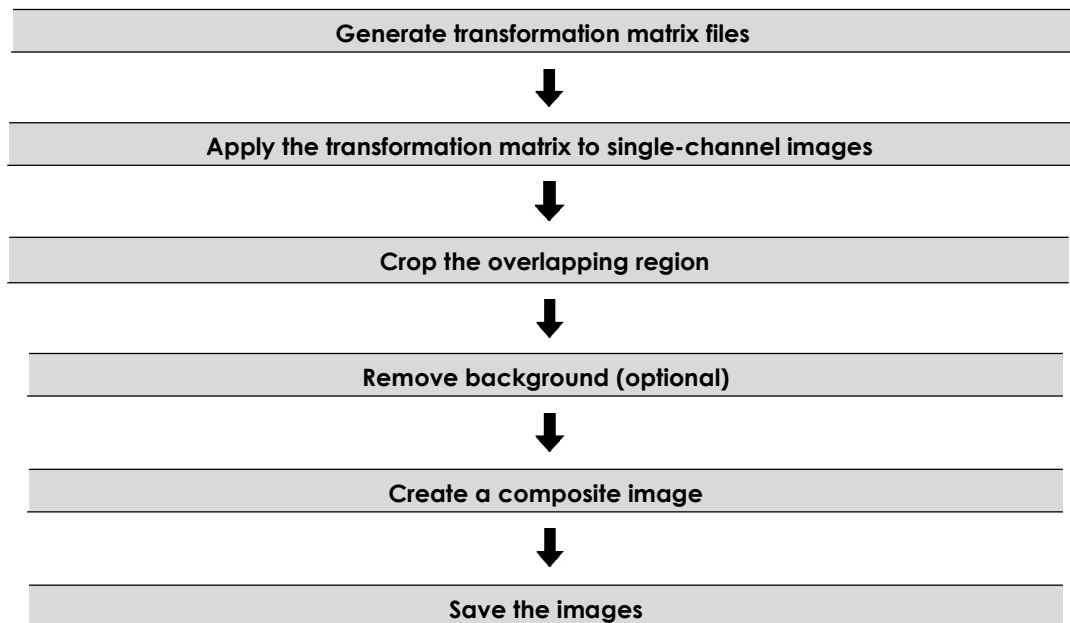 Generate transformation matrix files
Apply the transformation matrix to single-channel images
Crop the overlapping region
Remove background (optional)
Create a composite image
Save the images